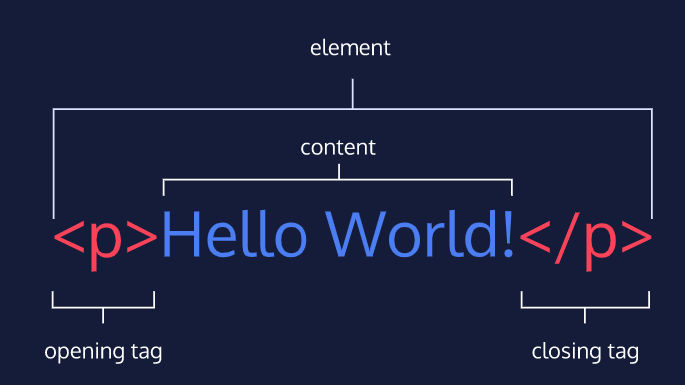 element
content
<p>Hello World!</p>
opening tag
closing tag